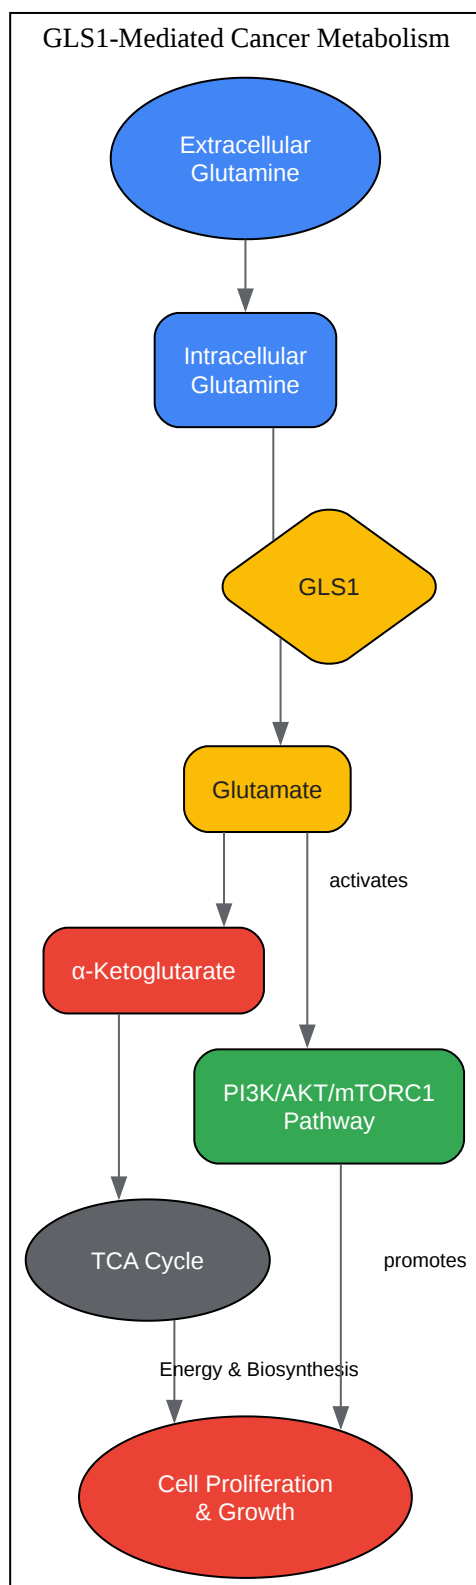 GLS1-Mediated Cancer Metabolism
Extracellular
Glutamine
Intracellular
Glutamine
GLS1
Glutamate
activates
α-Ketoglutarate
PI3K/AKT/mTORC1
Pathway
TCA Cycle
promotes
Energy & Biosynthesis
Cell Proliferation
& Growth